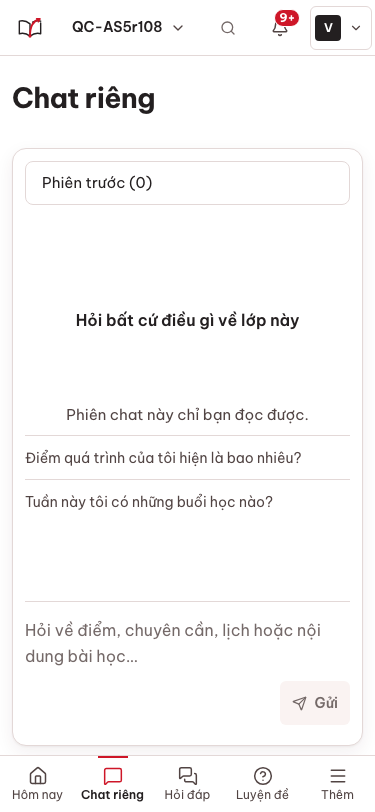 QC-AS5r108
9+
V
Chat riêng
Phiên trước (0)
Hỏi bất cứ điều gì về lớp này
Phiên chat này chỉ bạn đọc được.
Điểm quá trình của tôi hiện là bao nhiêu?
Tuần này tôi có những buổi học nào?
Hỏi về điểm, chuyên cần, lịch hoặc nội
dung bài học...
Gửi
Hôm nay
Chat riêng
Hỏi đáp
Luyện đề
Thêm